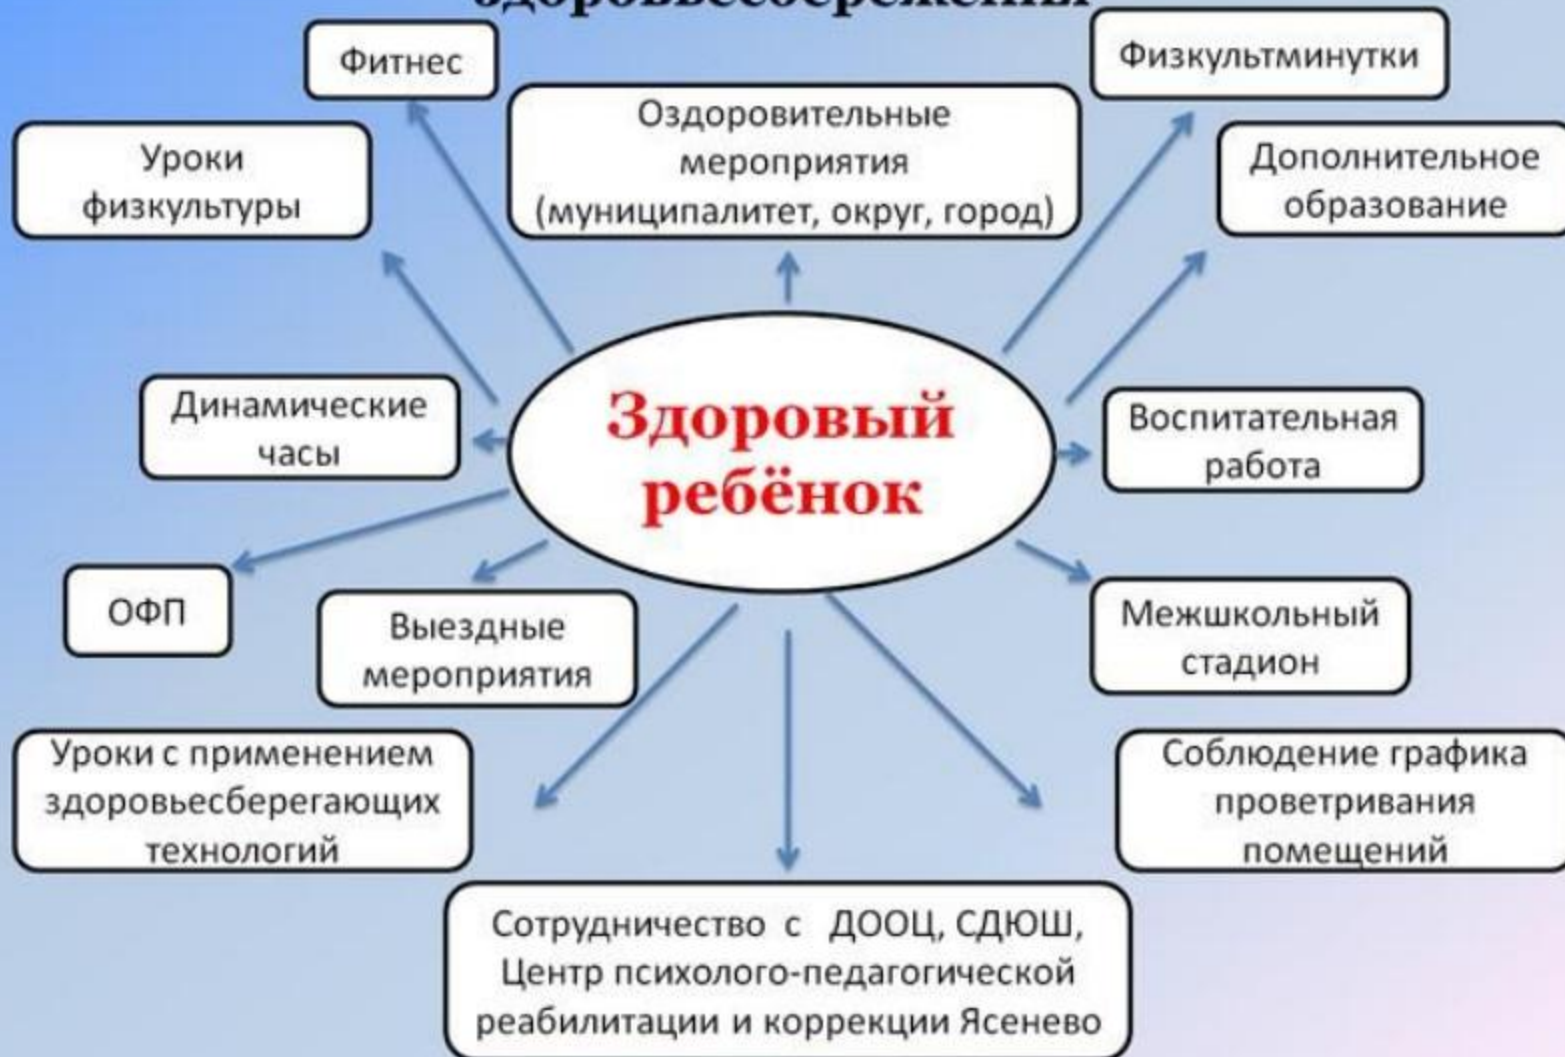 здоровьесбережения
Фитнес
Физкультминутки
Оздоровительные
мероприятия
(муниципалитет, округ, город)
Уроки
физкультуры
Дополнительное
образование
Динамические
часы
Здоровый
ребёнок
Воспитательная
работа
ОФП
Выездные
мероприятия
Межшкольный
стадион
Уроки с применением
здоровьесберегающих
технологий
Соблюдение графика
проветривания
помещений
Сотрудничество с ДООЦ, СДЮШ,
Центр психолого-педагогической
реабилитации и коррекции Ясенево